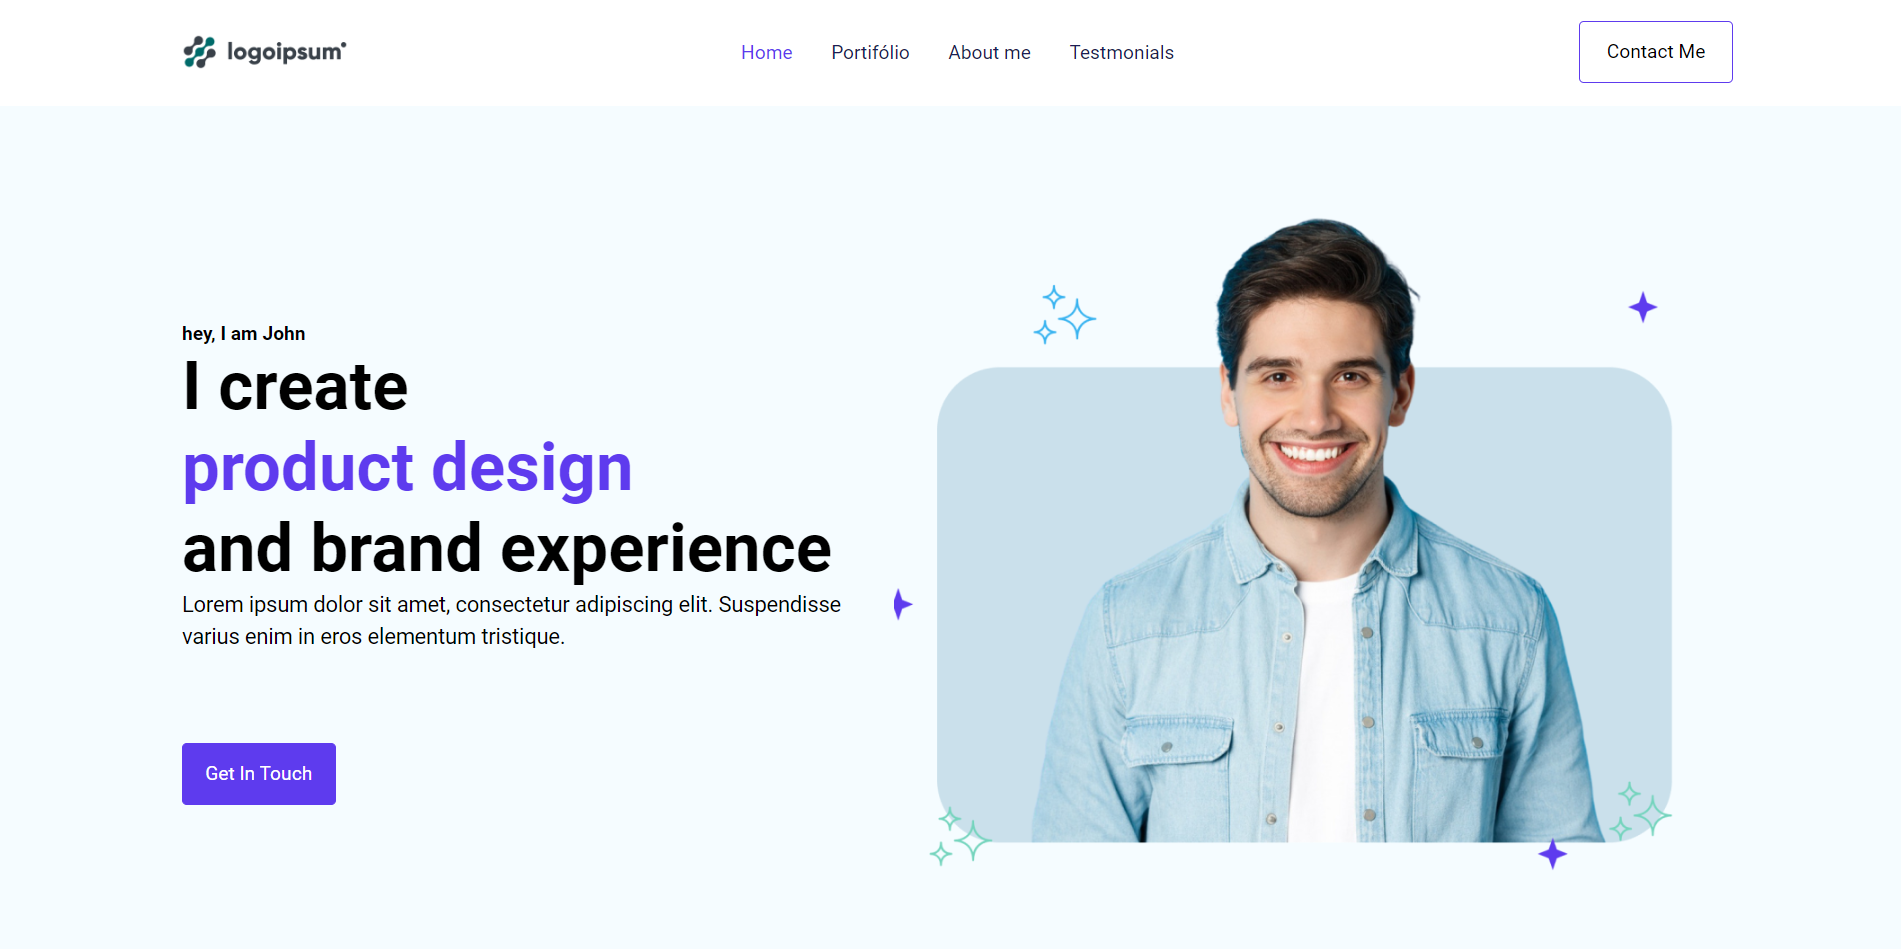 logoipsum
Home
Portifólio
About me
Testmonials
Contact Me
hey, I am John
I create
product design
and brand experience
Lorem ipsum dolor sit amet, consectetur adipiscing elit. Suspendisse
varius enim in eros elementum tristique.
Get In Touch